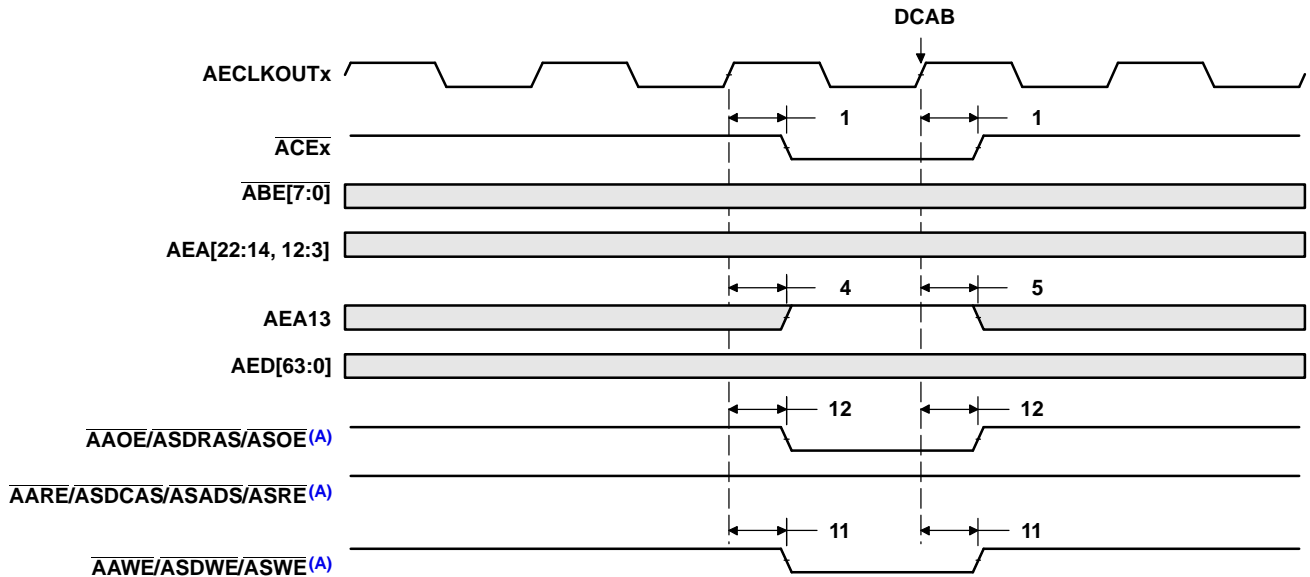 DCAB
AECLKOUTx
1 1
ACEx
ABE[7:0]
AEA[22:14, 12:3]
4 5
AEA13
AED[63:0]
12 12
AAOE/ASDRAS/ASOE(A)
AARE/ASDCAS/ASADS/ASRE(A)
11 11
AAWE/ASDWE/ASWE(A)